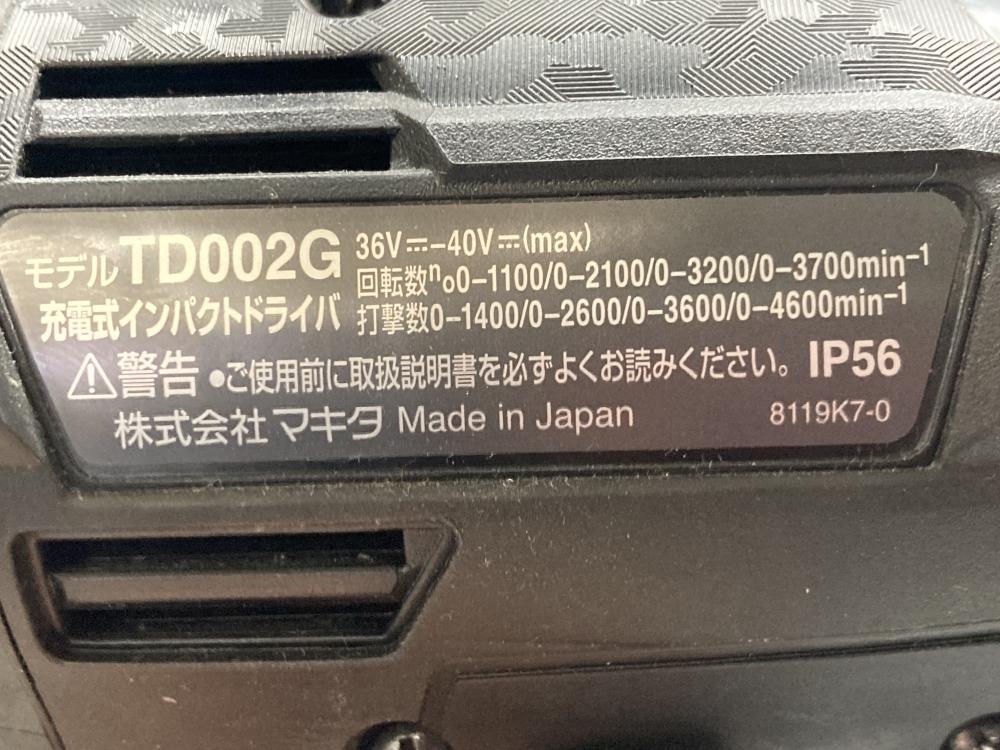 モデル TD002G 36V⎓-40V⎓(max)
回転数n₀0-1100/0-2100/0-3200/0-3700min⁻¹
充電式インパクトドライバ 打撃数0-1400/0-2600/0-3600/0-4600min⁻¹
⚠警告 ●ご使用前に取扱説明書を必ずよくお読みください。 IP56
株式会社 マキタ Made in Japan 8119K7-0